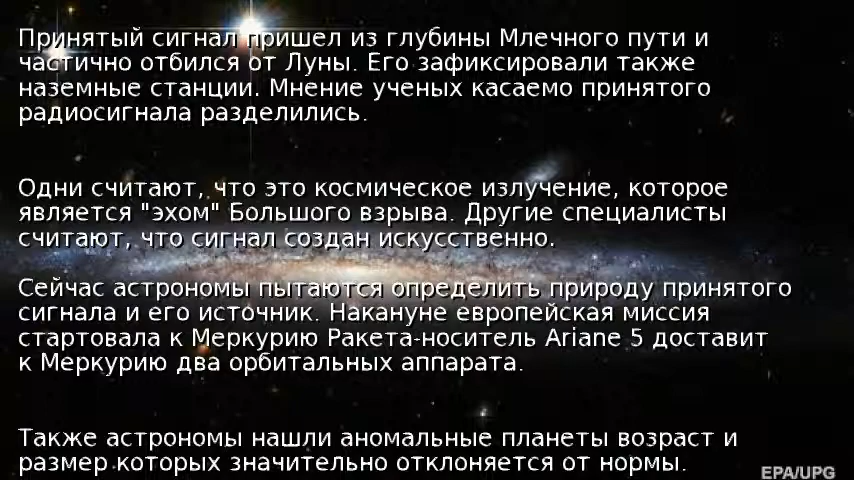 Принятый сигнал пришел из глубины Млечного пути и
частично отбился от Луны. Его зафиксировали также
наземные станции. Мнение ученых касаемо принятого
радиосигнала разделились.
Одни считают, что это космическое излучение, которое
является "эхом" Большого взрыва. Другие специалисты
считают, что сигнал создан искусственно.
Сейчас астрономы пытаются определить природу принятого
сигнала и его источник. Накануне европейская миссия
стартовала к Меркурию Ракета-носитель Ariane 5 доставит
к Меркурию два орбитальных аппарата.
Также астрономы нашли аномальные планеты возраст и
размер которых значительно отклоняется от нормы.
EPA/UPG